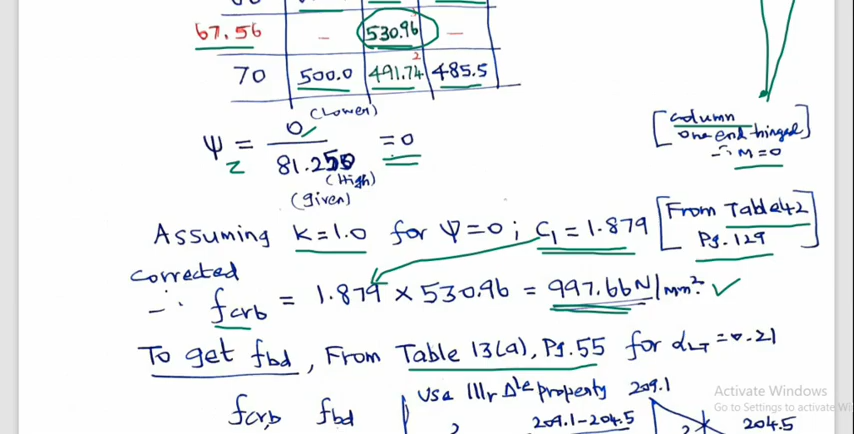 67.56 - 530.96 -
70 500.0 491.742 485.5
ψz = 0 (Lower) / 81.250 (High) (given) = 0
[column one end hinged ∴ M=0]
Assuming K=1.0 for ψ=0; C1=1.879 [From Table 42 Pg.129]
corrected
∴ fcrb = 1.879 × 530.96 = 997.66 N/mm². ✓
To get fbd, From Table 13(a), Pg.55 for αLT=0.21
fcrb fbd
Use lllr Δle property 209.1
209.1-204.5
204.5
Activate Windows
Go to Settings to activate Wi